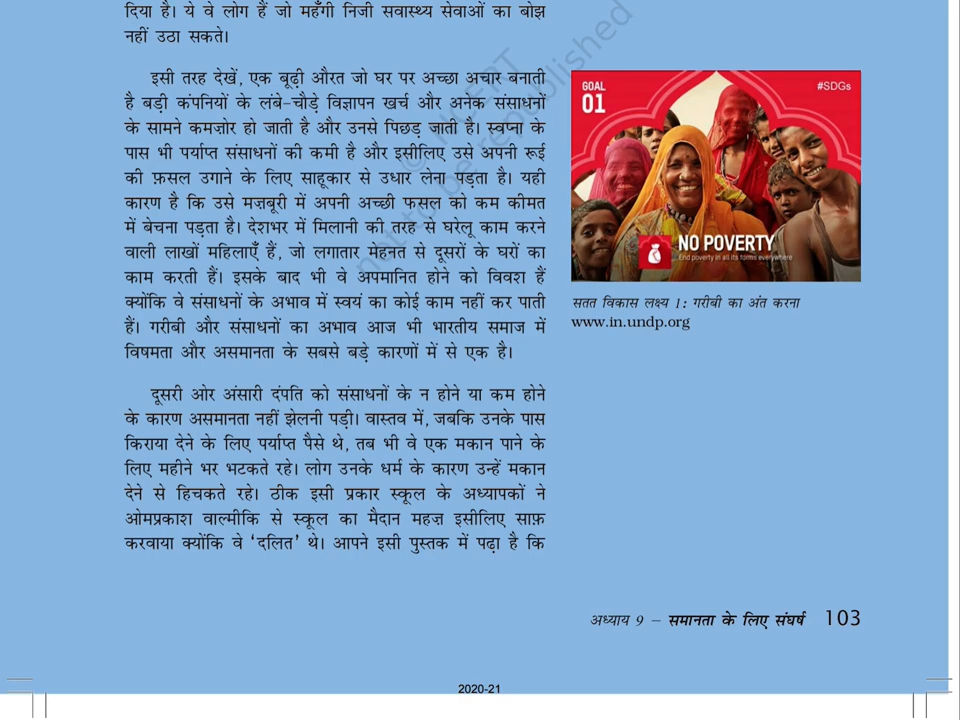 दिया है। ये वे लोग हैं जो महँगी निजी सवास्थ्य सेवाओं का बोझ
नहीं उठा सकते।
इसी तरह देखें, एक बूढ़ी औरत जो घर पर अच्छा अचार बनाती
है बड़ी कंपनियों के लंबे-चौड़े विज्ञापन खर्च और अनेक संसाधनों
के सामने कमज़ोर हो जाती है और उनसे पिछड़ जाती है। स्वप्ना के
पास भी पर्याप्त संसाधनों की कमी है और इसीलिए उसे अपनी रूई
की फ़सल उगाने के लिए साहूकार से उधार लेना पड़ता है। यही
कारण है कि उसे मज़बूरी में अपनी अच्छी फसल को कम कीमत
में बेचना पड़ता है। देशभर में मिलानी की तरह से घरेलू काम करने
वाली लाखों महिलाएँ हैं, जो लगातार मेहनत से दूसरों के घरों का
काम करती हैं। इसके बाद भी वे अपमानित होने को विवश हैं
क्योंकि वे संसाधनों के अभाव में स्वयं का कोई काम नहीं कर पाती
हैं। गरीबी और संसाधनों का अभाव आज भी भारतीय समाज में
विषमता और असमानता के सबसे बड़े कारणों में से एक है।
दूसरी ओर अंसारी दंपति को संसाधनों के न होने या कम होने
के कारण असमानता नहीं झेलनी पड़ी। वास्तव में, जबकि उनके पास
किराया देने के लिए पर्याप्त पैसे थे, तब भी वे एक मकान पाने के
लिए महीने भर भटकते रहे। लोग उनके धर्म के कारण उन्हें मकान
देने से हिचकते रहे। ठीक इसी प्रकार स्कूल के अध्यापकों ने
ओमप्रकाश वाल्मीकि से स्कूल का मैदान महज़ इसीलिए साफ़
करवाया क्योंकि वे ‘दलित’ थे। आपने इसी पुस्तक में पढ़ा है कि
GOAL
01
#SDGs
NO POVERTY
End poverty in all its forms everywhere
सतत विकास लक्ष्य 1: गरीबी का अंत करना
www.in.undp.org
© NCERT
not to be republished
अध्याय 9 – समानता के लिए संघर्ष 103
2020-21